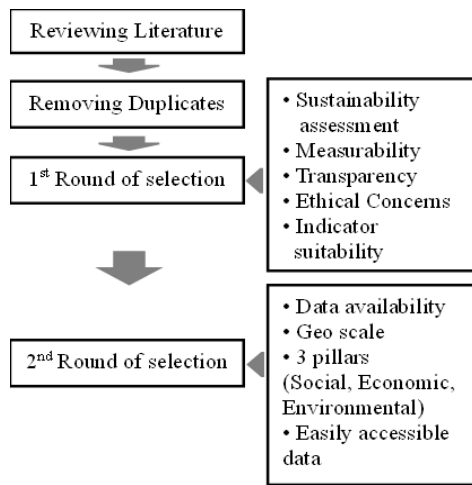 Reviewing Literature
Removing Duplicates
1st Round of selection
• Sustainability
assessment
• Measurability
• Transparency
• Ethical Concerns
• Indicator
suitability
2nd Round of selection
• Data availability
• Geo scale
• 3 pillars
(Social, Economic,
Environmental)
• Easily accessible
data